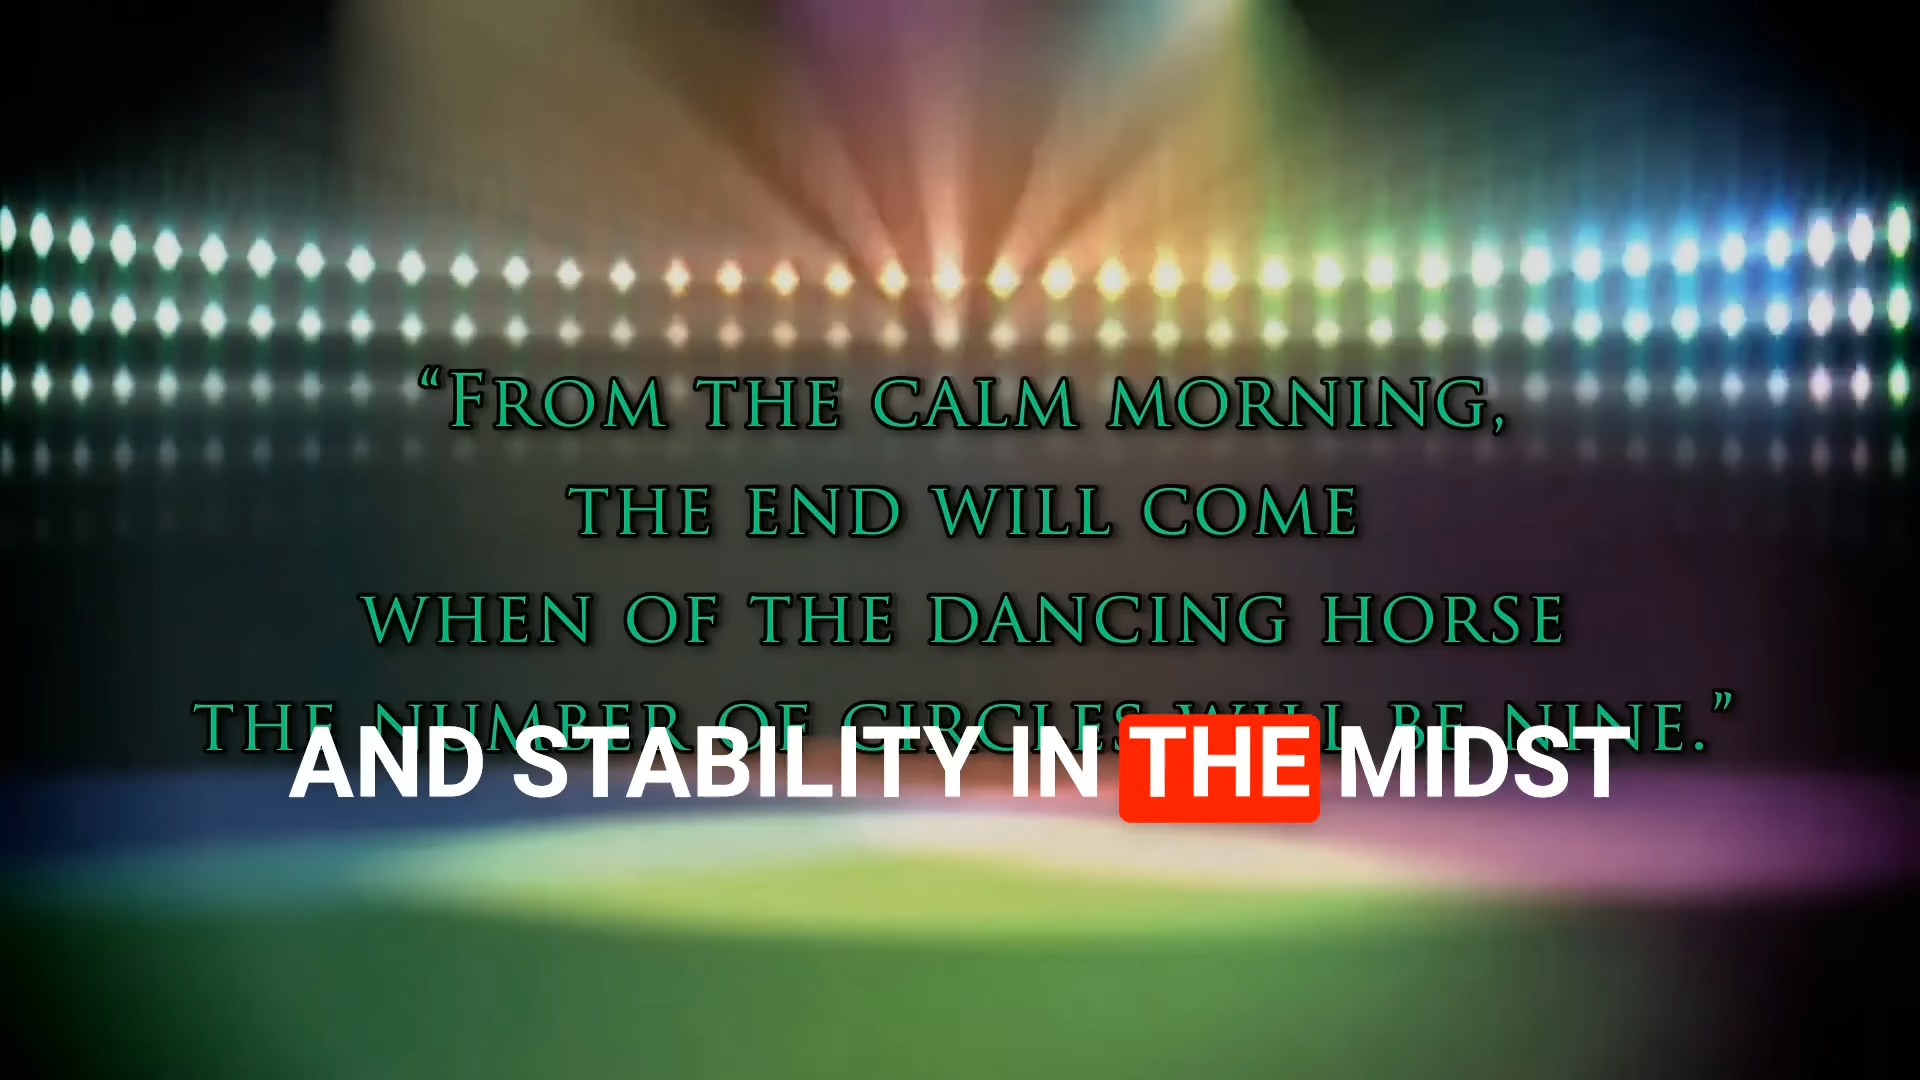 “FROM THE CALM MORNING,
THE END WILL COME
WHEN OF THE DANCING HORSE
THE NUMBER OF CIRCLES WILL BE NINE.”
AND STABILITY IN THE MIDST